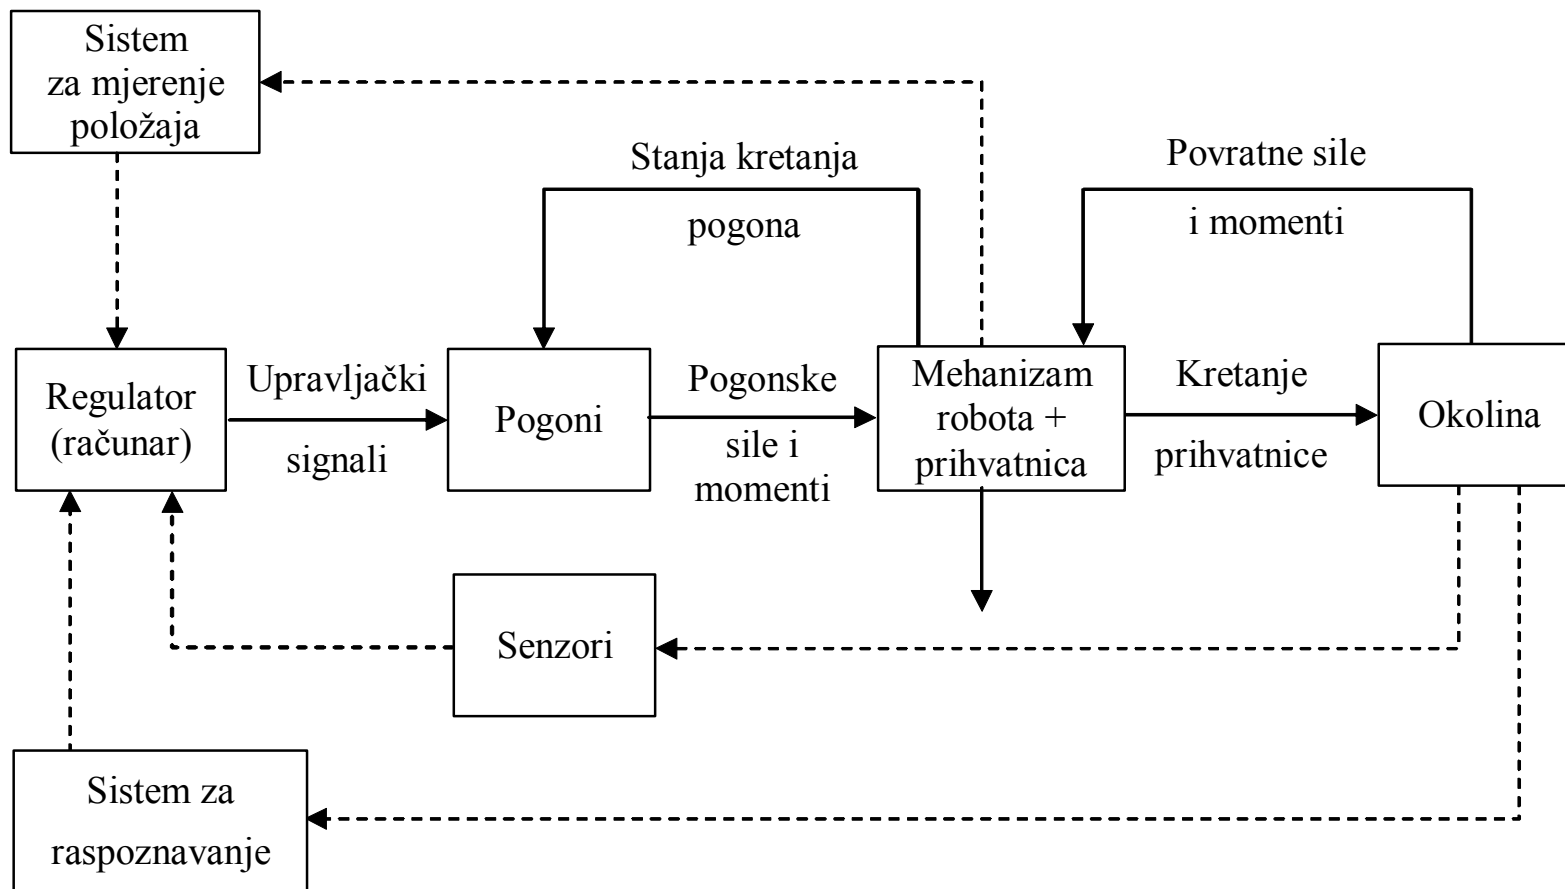 Sistem
za mjerenje
položaja
Stanja kretanja
pogona
Povratne sile
i momenti
Regulator
(računar)
Upravljački
signali
Pogoni
Pogonske
sile i
momenti
Mehanizam
robota +
prihvatnica
Kretanje
prihvatnice
Okolina
Senzori
Sistem za
raspoznavanje